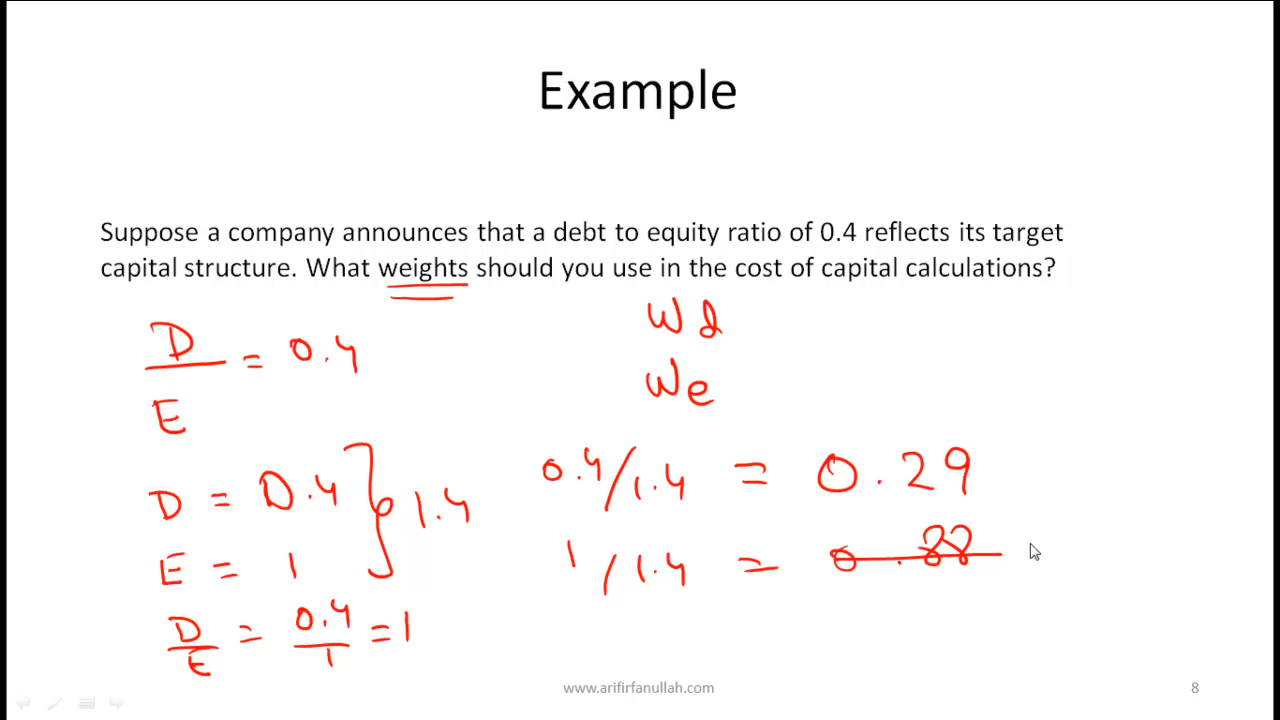 Example
Suppose a company announces that a debt to equity ratio of 0.4 reflects its target
capital structure. What weights should you use in the cost of capital calculations?
D/E = 0.4
Wd
We
D = 0.4
E = 1
1.4
D/E = 0.4/1 = 1
0.4/1.4 = 0.29
1/1.4 =
www.arifirfanullah.com
8